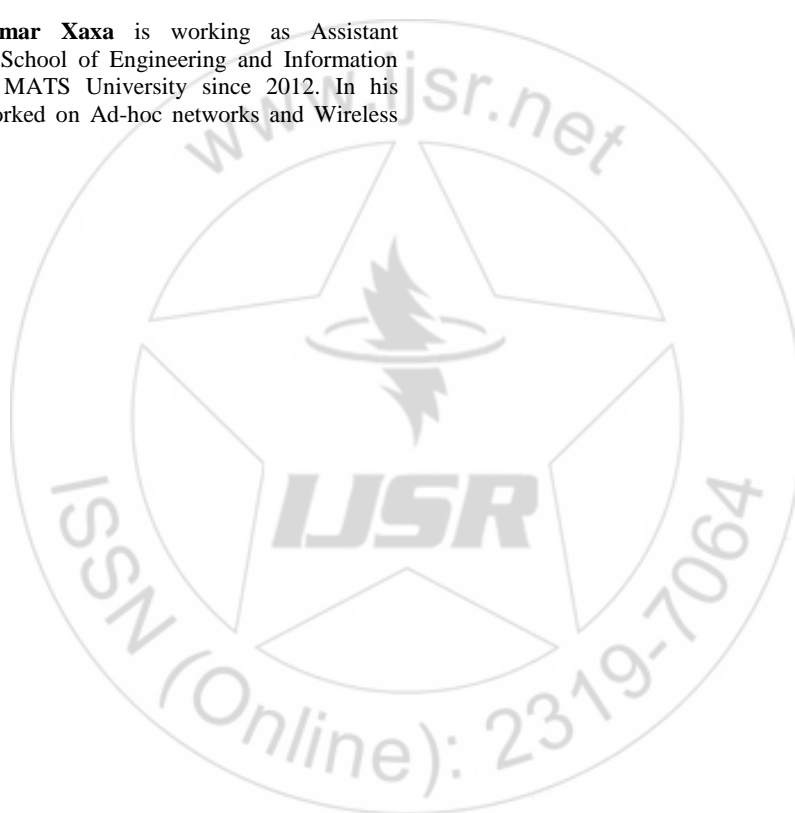 mar Xaxa is working as Assistant
School of Engineering and Information
MATS University since 2012. In his
orked on Ad-hoc networks and Wireless
www.ijsr.net
IJSR
ISSN (Online): 2319-7064